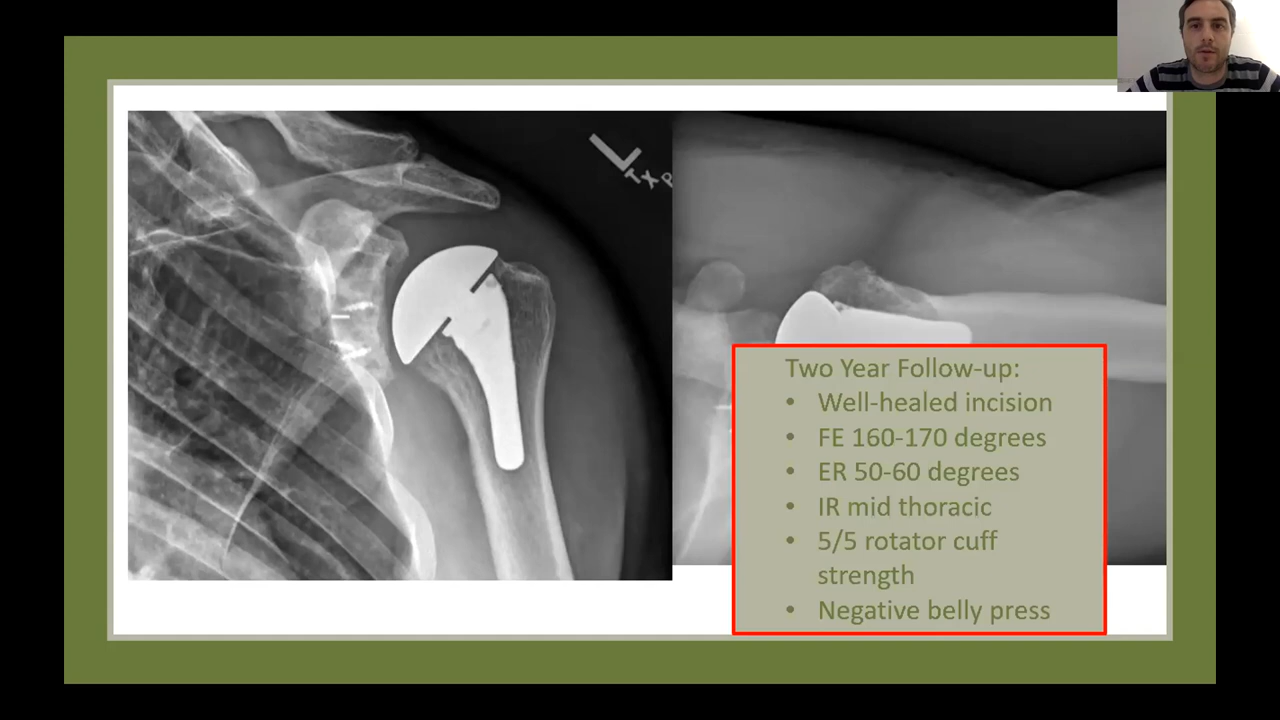 L
TXP
Two Year Follow-up:
• Well-healed incision
• FE 160-170 degrees
• ER 50-60 degrees
• IR mid thoracic
• 5/5 rotator cuff
strength
• Negative belly press